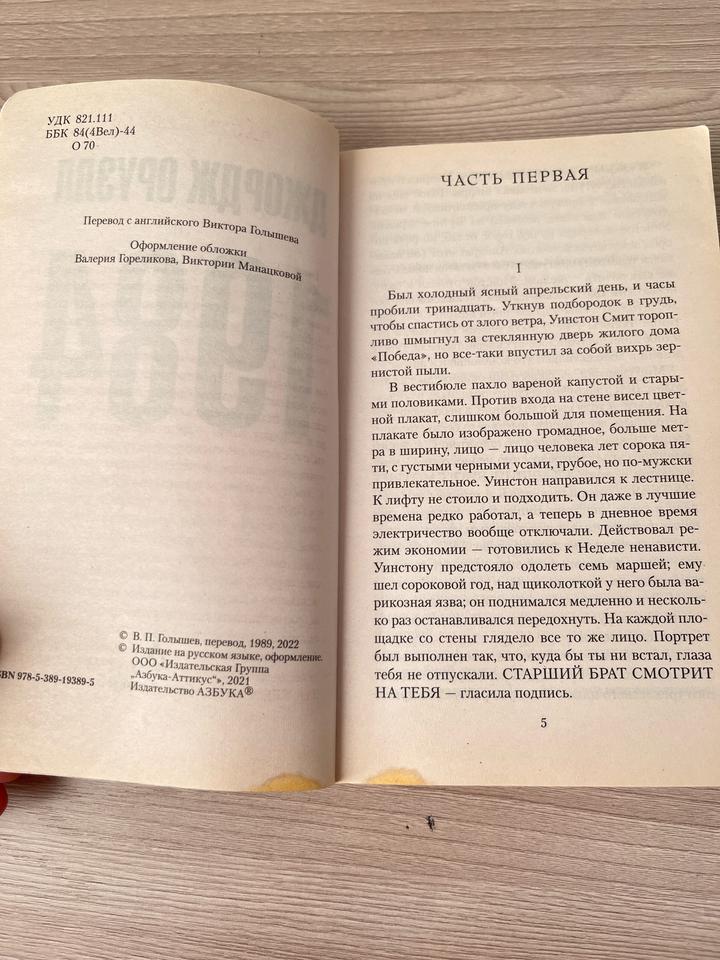 УДК 821.111
ББК 84(4Вел)-44
О 70
ДЖОРДЖ ОРУЭЛЛ
1984
Перевод с английского Виктора Голышева
Оформление обложки
Валерия Гореликова, Виктории Манацковой
© В. П. Голышев, перевод, 1989, 2022
© Издание на русском языке, оформление.
ООО «Издательская Группа
„Азбука-Аттикус“», 2021
Издательство АЗБУКА®
BN 978-5-389-19389-5
ЧАСТЬ ПЕРВАЯ
I
Был холодный ясный апрельский день, и часы
пробили тринадцать. Уткнув подбородок в грудь,
чтобы спастись от злого ветра, Уинстон Смит тороп-
ливо шмыгнул за стеклянную дверь жилого дома
«Победа», но все-таки впустил за собой вихрь зер-
нистой пыли.
В вестибюле пахло вареной капустой и стары-
ми половиками. Против входа на стене висел цвет-
ной плакат, слишком большой для помещения. На
плакате было изображено громадное, больше мет-
ра в ширину, лицо — лицо человека лет сорока пя-
ти, с густыми черными усами, грубое, но по-мужски
привлекательное. Уинстон направился к лестнице.
К лифту не стоило и подходить. Он даже в лучшие
времена редко работал, а теперь в дневное время
электричество вообще отключали. Действовал ре-
жим экономии — готовились к Неделе ненависти.
Уинстону предстояло одолеть семь маршей; ему
шел сороковой год, над щиколоткой у него была ва-
рикозная язва; он поднимался медленно и несколь-
ко раз останавливался передохнуть. На каждой пло-
щадке со стены глядело все то же лицо. Портрет
был выполнен так, что, куда бы ты ни встал, глаза
тебя не отпускали. СТАРШИЙ БРАТ СМОТРИТ
НА ТЕБЯ — гласила подпись.
5